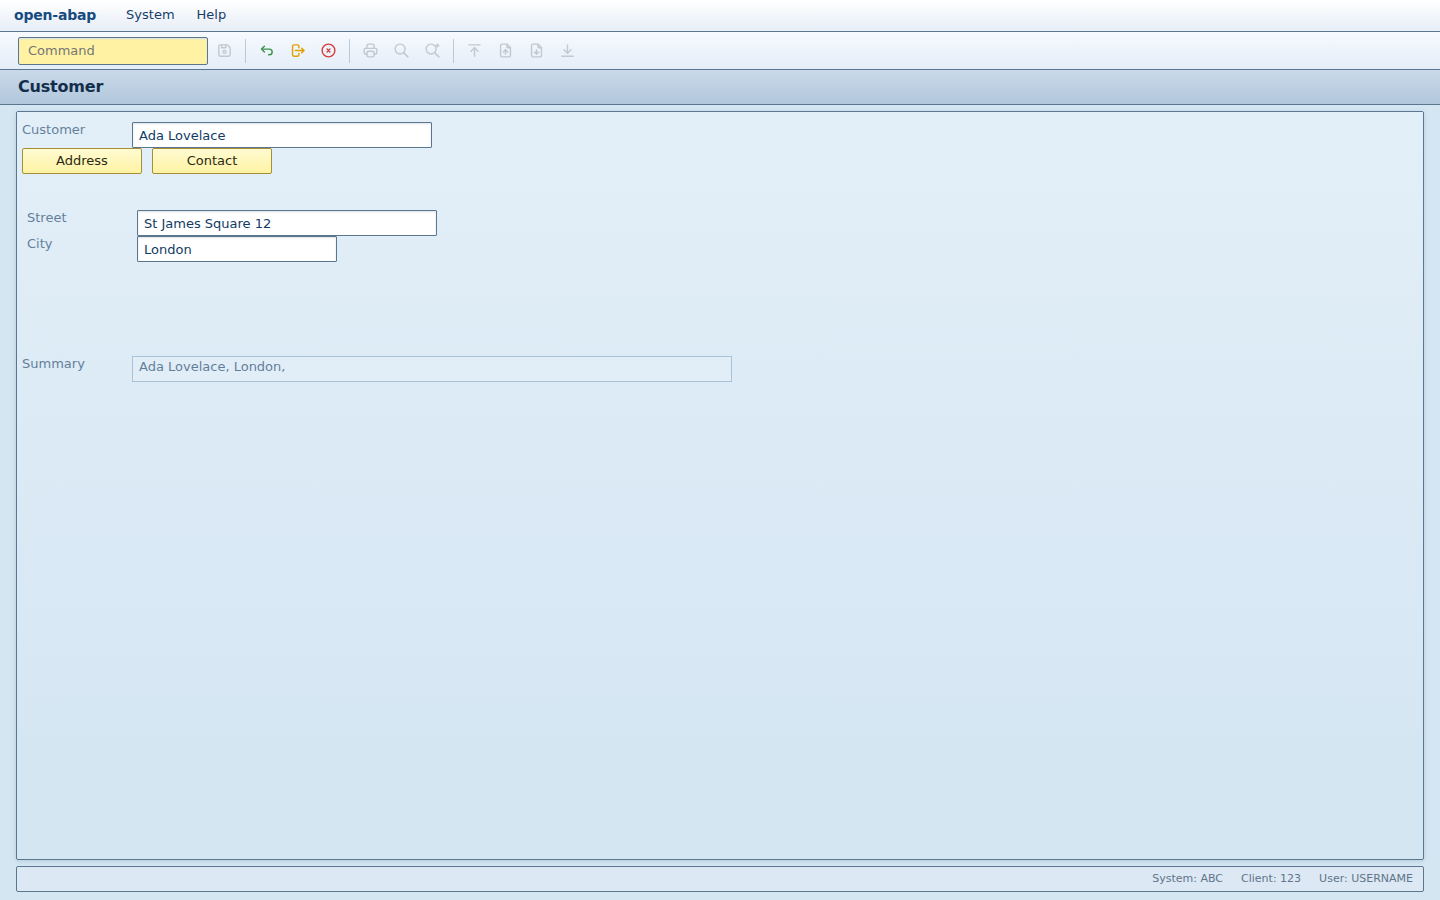 open-abap System Help
Command
Customer
Customer Ada Lovelace
Address Contact
Street St James Square 12
City London
Summary Ada Lovelace, London,
System: ABC Client: 123 User: USERNAME